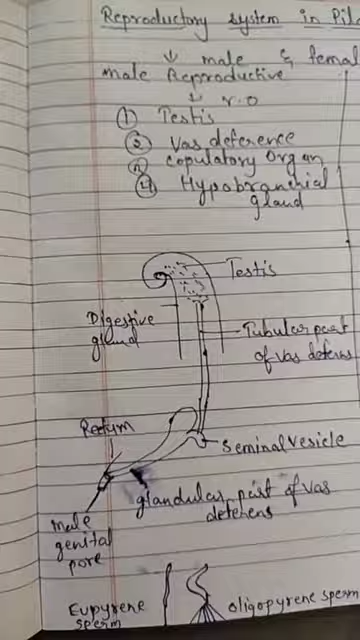 Reproductory system in Pila
↓ male & femal
male Reproductive
↓ r.o
① Testis
② Vas deference
③ copulatory organ
④ Hypobranchial
gland
Testis
Digestive
gland
Tubular part
of vas deferens
Rectum
Seminal vesicle
glandular part of vas
deferens
male
genital
pore
Eupyrene
sperm
oligopyrene sperm